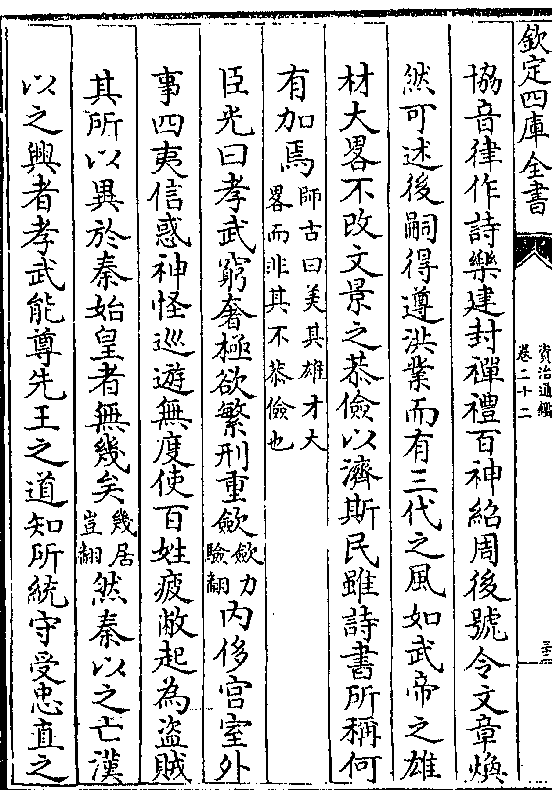 欽定四庫全書
資治通鑑
卷二十二
協音律作詩樂建封禪禮百神紹周後號令文章煥
然可述後嗣得遵洪業而有三代之風如武帝之雄
材大畧不改文景之恭儉以濟斯民雖詩書所稱何
有加焉師古曰美其雄才大畧而非其不恭儉也
臣光曰孝武窮奢極欲繁刑重歛歛力驗翻內侈宫室外
事四夷信惑神怪巡遊無度使百姓疲敝起為盜賊
其所以異於秦始皇者無幾矣幾居豈翻然秦以之亡漢
以之興者孝武能尊先王之道知所統守受忠直之